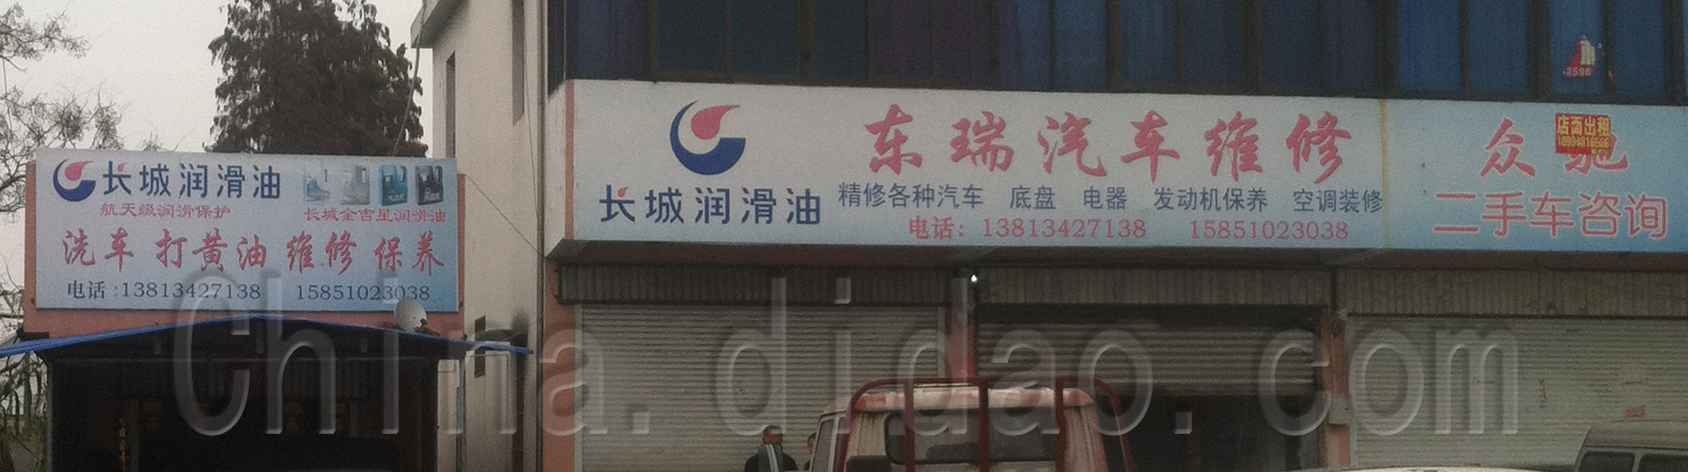 长城润滑油
航天级润滑保护
长城金吉星润滑油
洗车 打黄油 维修 保养
电话:13813427138 15851023038
长城润滑油
东瑞汽车维修
精修各种汽车 底盘 电器 发动机保养 空调装修
电话：13813427138 15851023038
众驰
店面出租
二手车咨询
China.didao.com